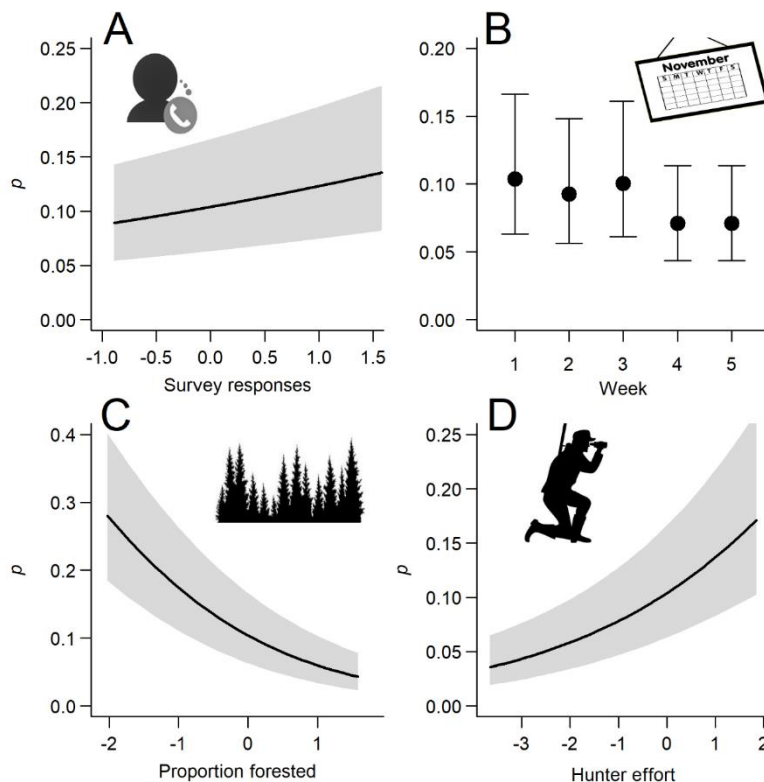 A
0.25
0.20
0.15
0.10
0.05
0.00
p
-1.0 -0.5 0.0 0.5 1.0 1.5
Survey responses
B
November
S M T W T F S
0.20
0.15
0.10
0.05
0.00
1 2 3 4 5
Week
C
0.4
0.3
0.2
0.1
0.0
p
-2 -1 0 1
Proportion forested
D
0.25
0.20
0.15
0.10
0.05
0.00
-3 -2 -1 0 1 2
Hunter effort